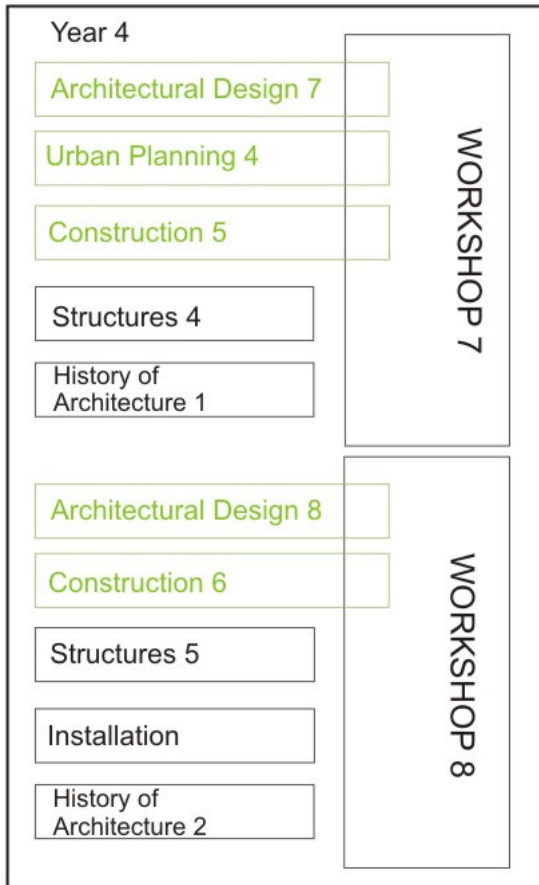 Year 4
Architectural Design 7
Urban Planning 4
Construction 5
Structures 4
History of
Architecture 1
WORKSHOP 7
Architectural Design 8
Construction 6
Structures 5
Installation
History of
Architecture 2
WORKSHOP 8